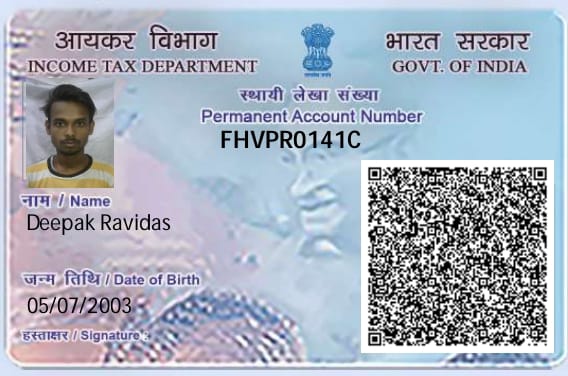 आयकर विभाग
INCOME TAX DEPARTMENT
भारत सरकार
GOVT. OF INDIA
स्थायी लेखा संख्या
Permanent Account Number
FHVPR0141C
नाम / Name
Deepak Ravidas
जन्म तिथि / Date of Birth
05/07/2003
हस्ताक्षर / Signature :